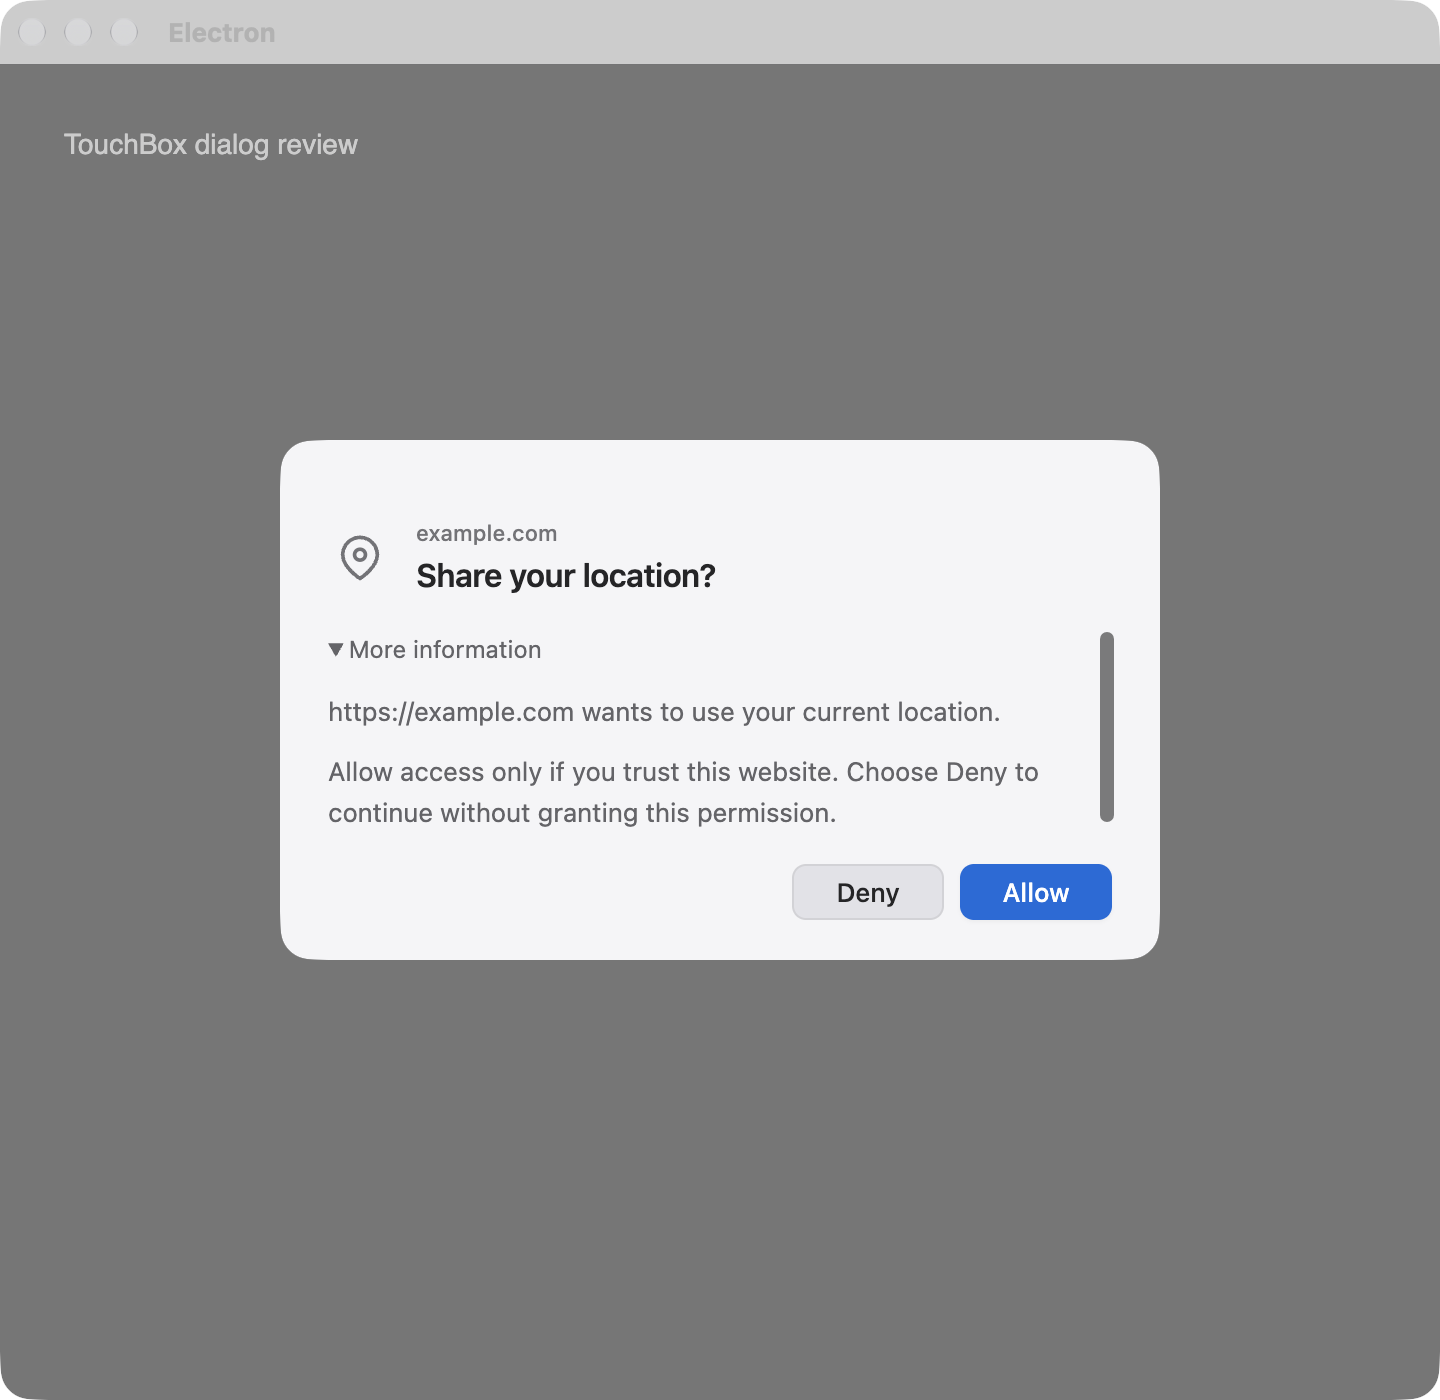 Electron
TouchBox dialog review
example.com
Share your location?
More information
https://example.com wants to use your current location.
Allow access only if you trust this website. Choose Deny to
continue without granting this permission.
Deny
Allow